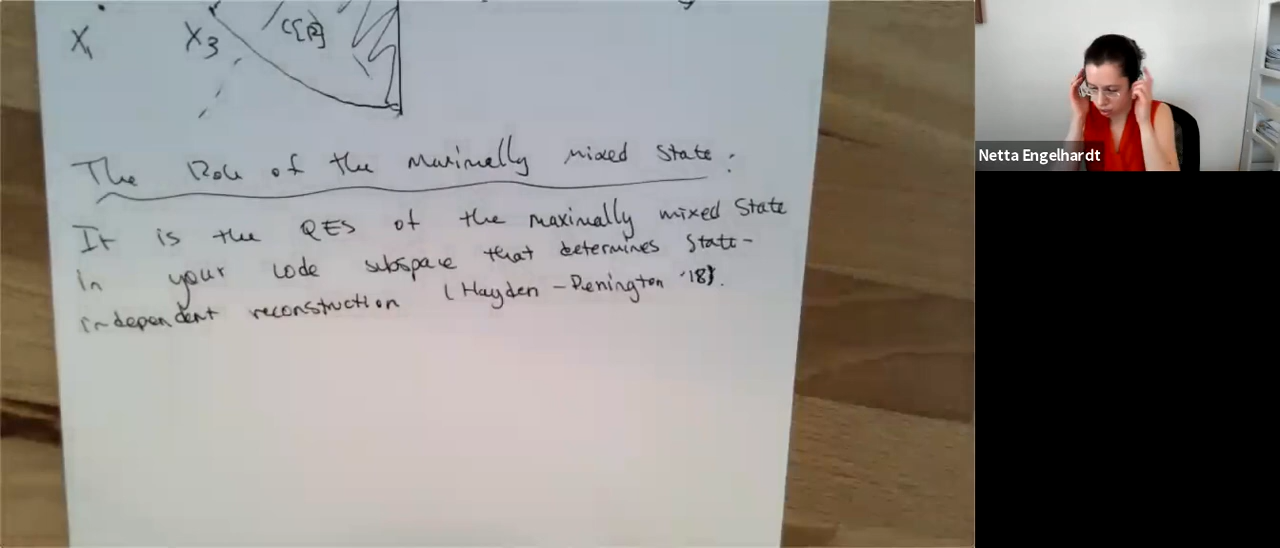 X₁ X₃ C[R]
The Role of the Maximally mixed State :
It is the QES of the maximally mixed State
in your code subspace that determines state-
independent reconstruction (Hayden - Penington '18).
Netta Engelhardt